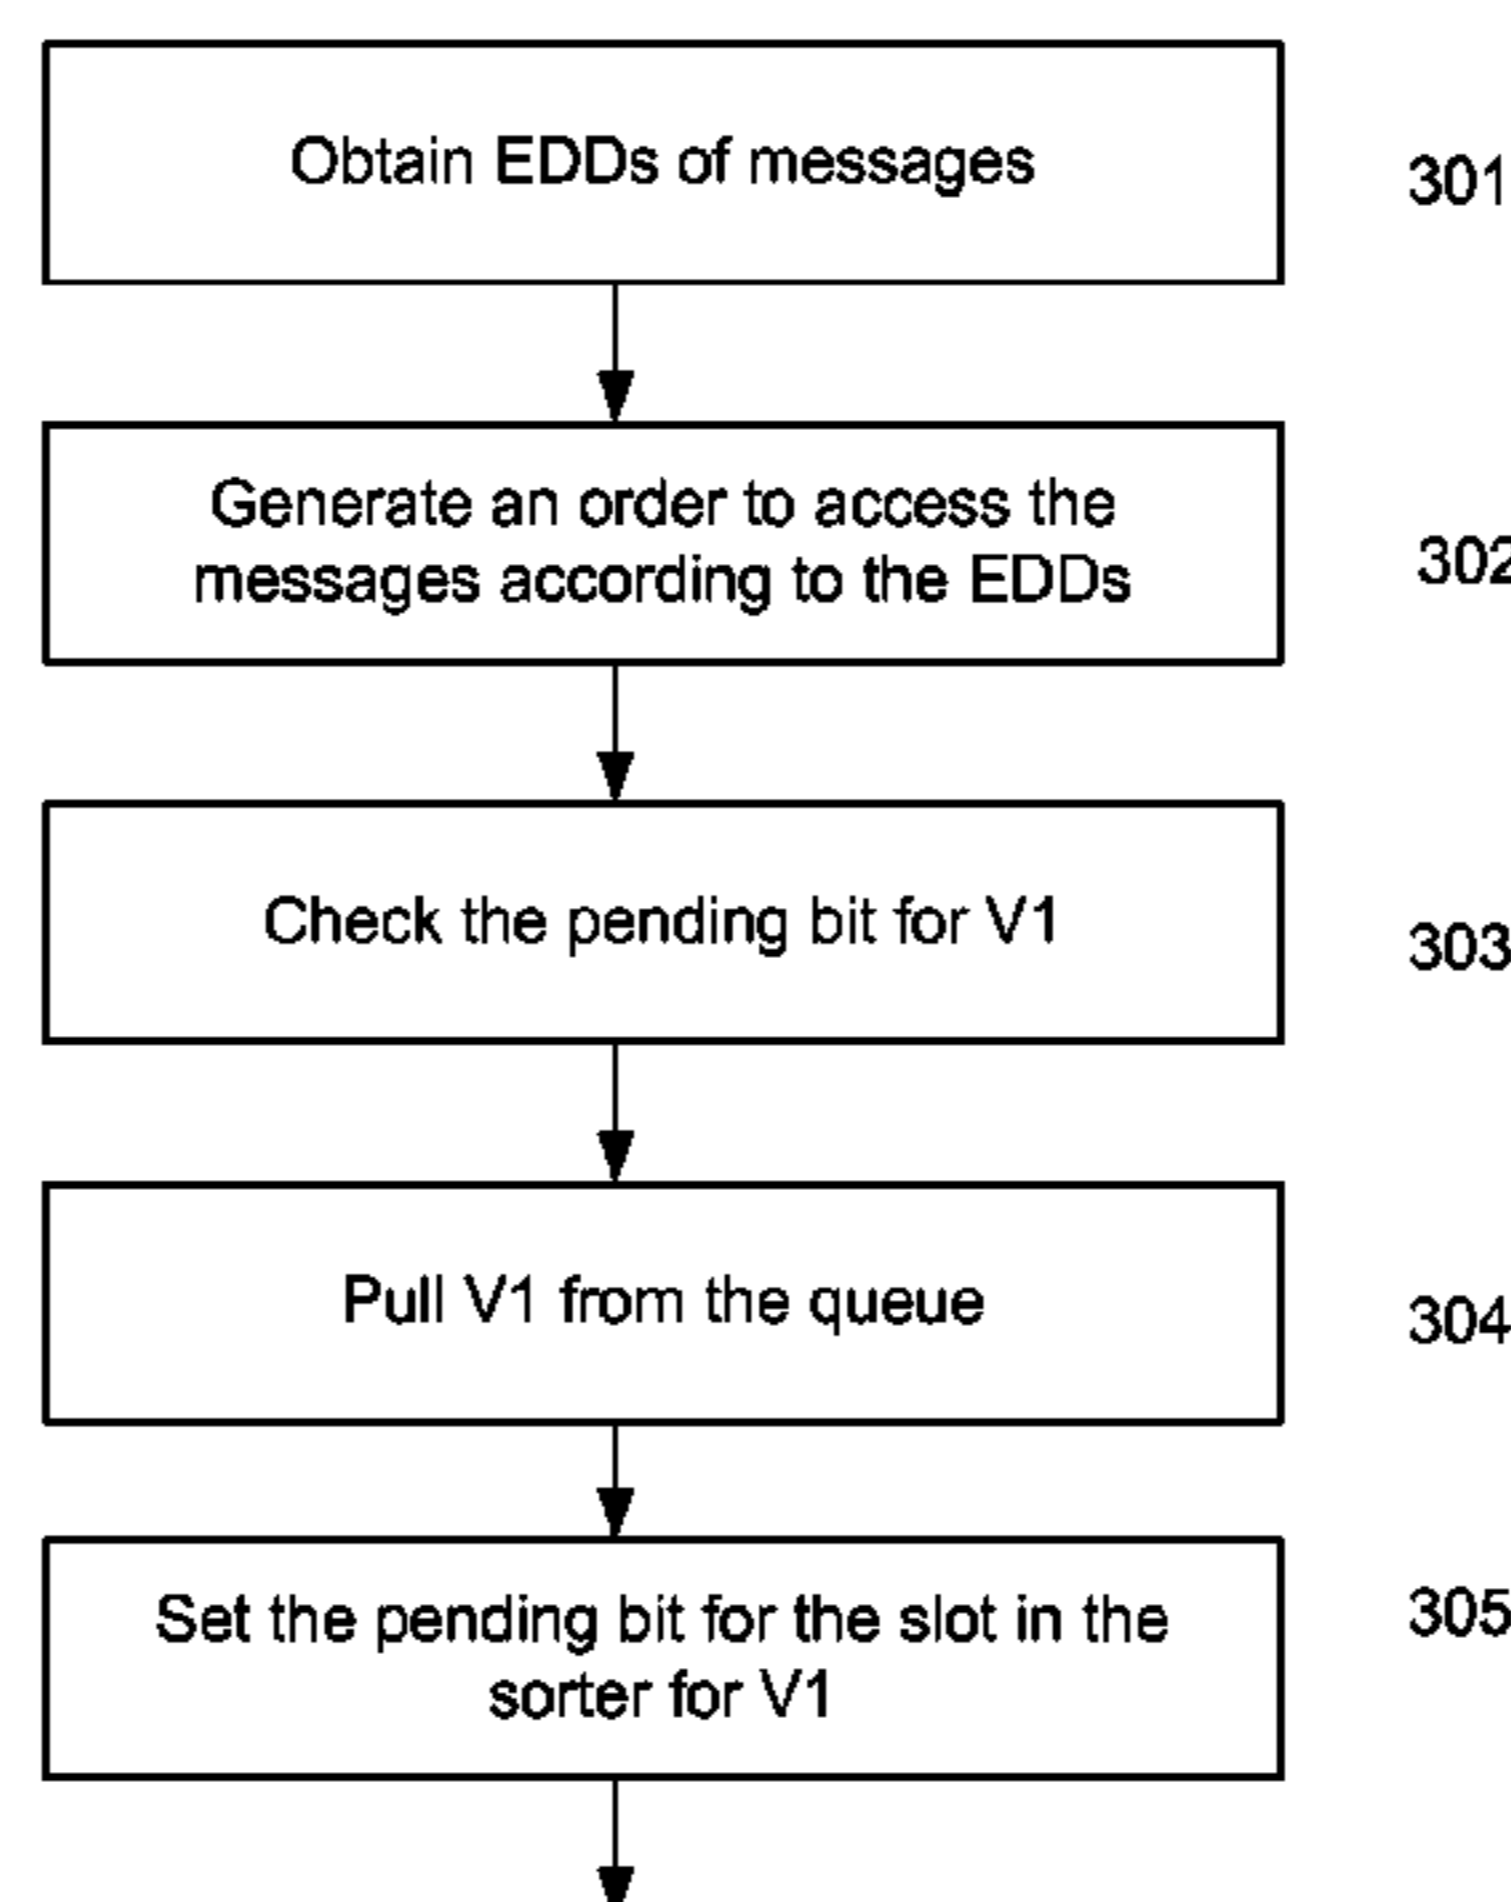 Obtain EDDs of messages
301
Generate an order to access the
messages according to the EDDs
302
Check the pending bit for V1
303
Pull V1 from the queue
304
Set the pending bit for the slot in the
sorter for V1
305